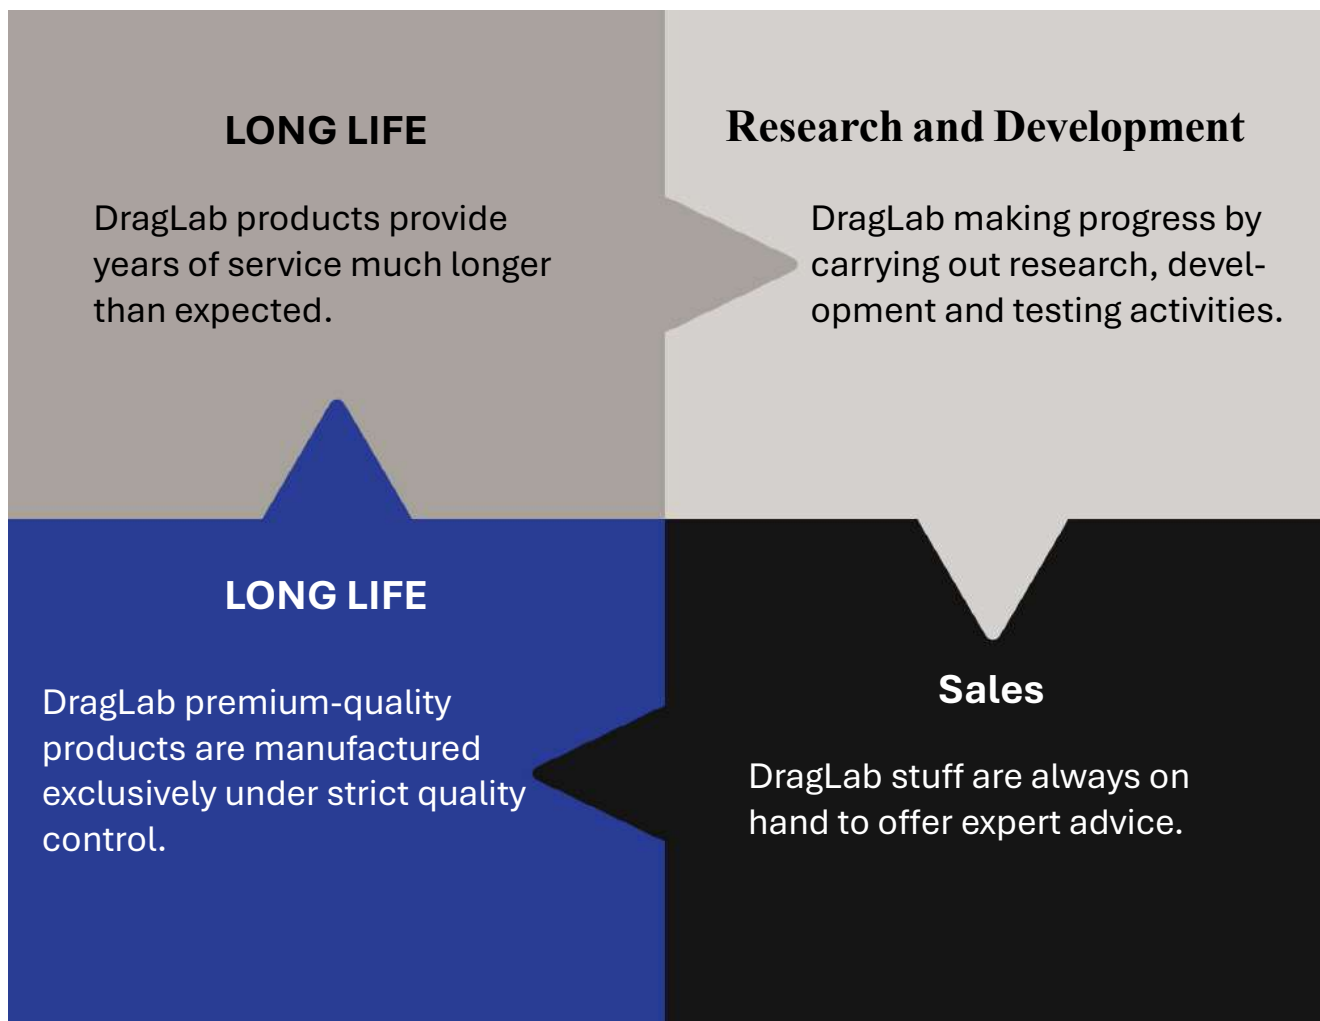 LONG LIFE
DragLab products provide
years of service much longer
than expected.
Research and Development
DragLab making progress by
carrying out research, devel-
opment and testing activities.
LONG LIFE
DragLab premium-quality
products are manufactured
exclusively under strict quality
control.
Sales
DragLab stuff are always on
hand to offer expert advice.